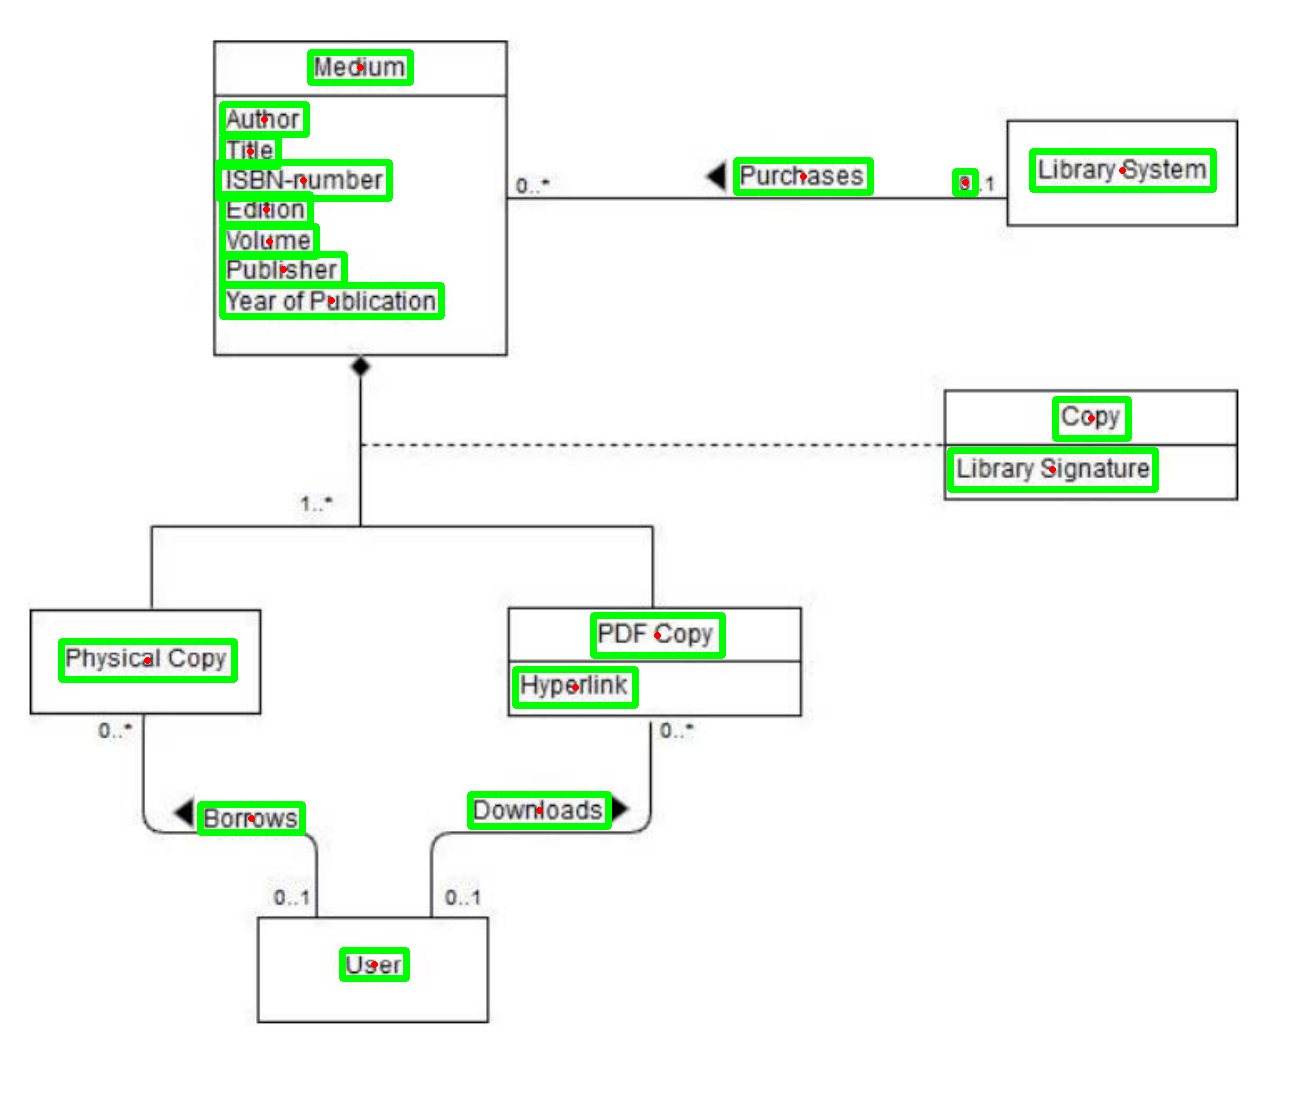 Medium
Author
Title
ISBN-number
Edition
Volume
Publisher
Year of Publication
0..*
Purchases
..1
Library System
Copy
Library Signature
1..*
Physical Copy
PDF Copy
Hyperlink
0..*
0..*
Borrows
Downloads
0..1
0..1
User